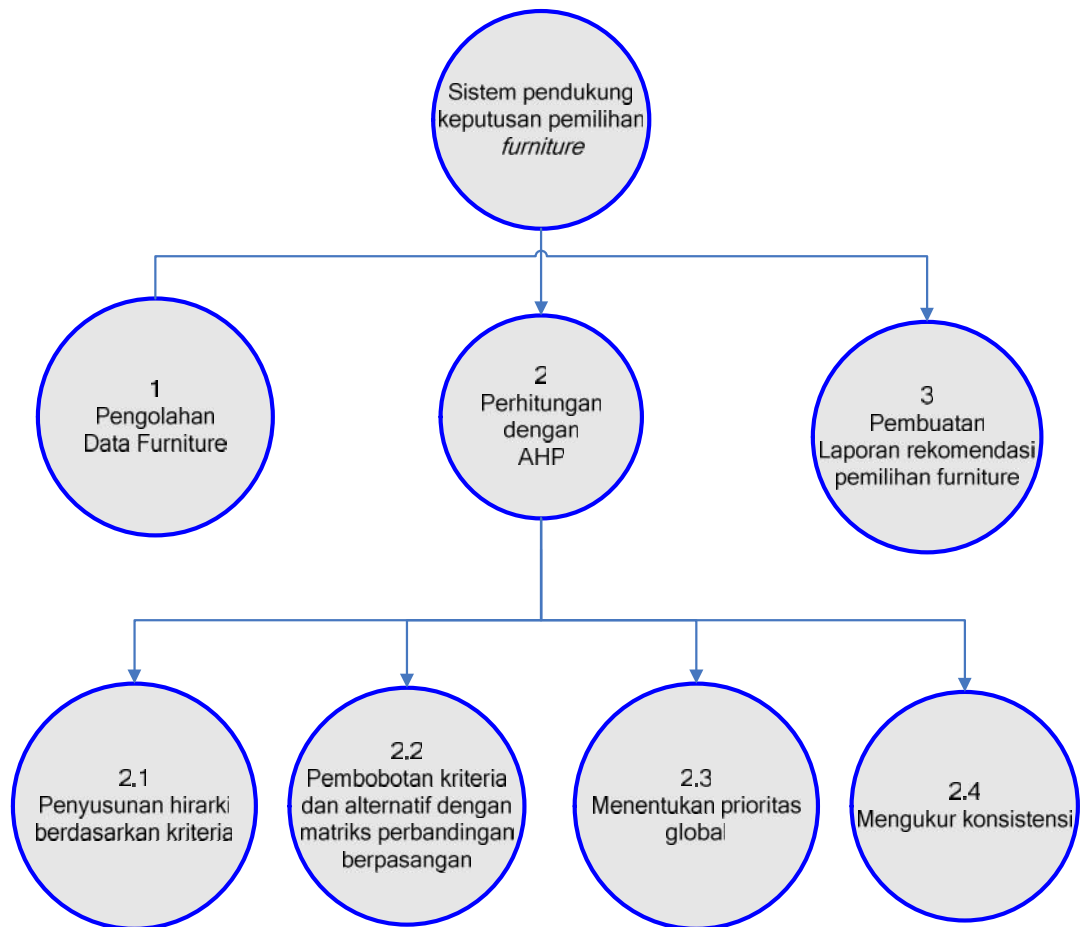 Sistem pendukung
keputusan pemilihan
furniture
1
Pengolahan
Data Furniture
2
Perhitungan
dengan
AHP
3
Pembuatan
Laporan rekomendasi
pemilihan furniture
2.1
Penyusunan hirarki
berdasarkan kriteria
2.2
Pembobotan kriteria
dan alternatif dengan
matriks perbandingan
berpasangan
2.3
Menentukan prioritas
global
2.4
Mengukur konsistensi